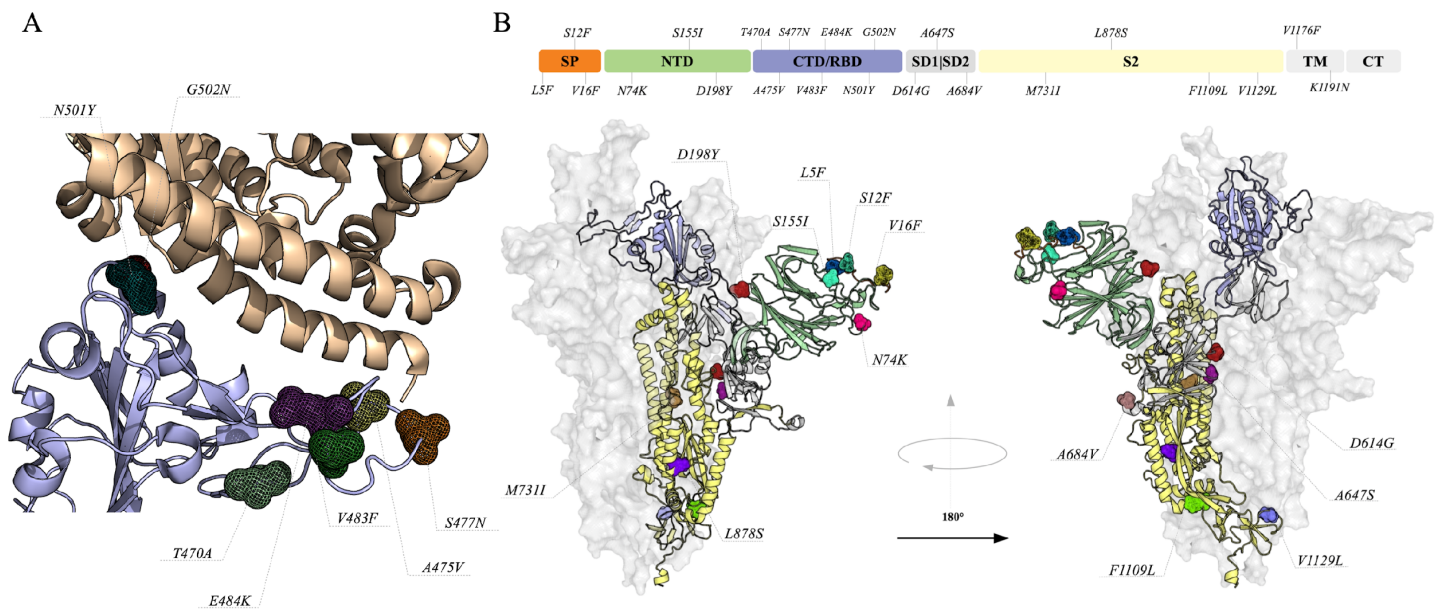 A
B
S12F
S155I
T470A
S477N
E484K
G502N
A647S
L878S
V1176F
SP
NTD
CTD/RBD
SD1|SD2
S2
TM
CT
L5F
V16F
N74K
D198Y
A475V
V483F
N501Y
D614G
A684V
M731I
F1109L
V1129L
K1191N
G502N
N501Y
V483F
S477N
T470A
A475V
E484K
D198Y
L5F
S12F
S155I
V16F
N74K
M731I
L878S
180°
D614G
A684V
A647S
V1129L
F1109L